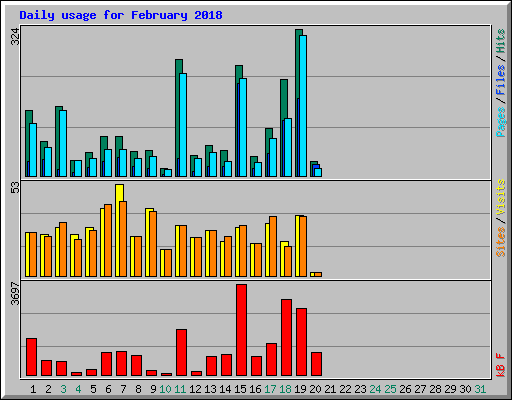 Daily usage for February 2018
324
Pages / Files / Hits
53
Sites / Visits
3697
kB F
1 2 3 4 5 6 7 8 9 10 11 12 13 14 15 16 17 18 19 20 21 22 23 24 25 26 27 28 29 30 31